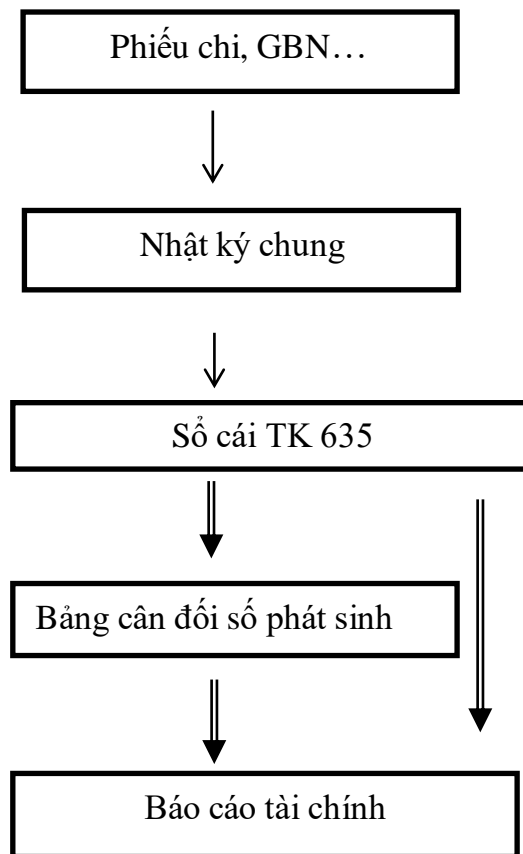 Phiếu chi, GBN…
Nhật ký chung
Sổ cái TK 635
Bảng cân đối số phát sinh
Báo cáo tài chính